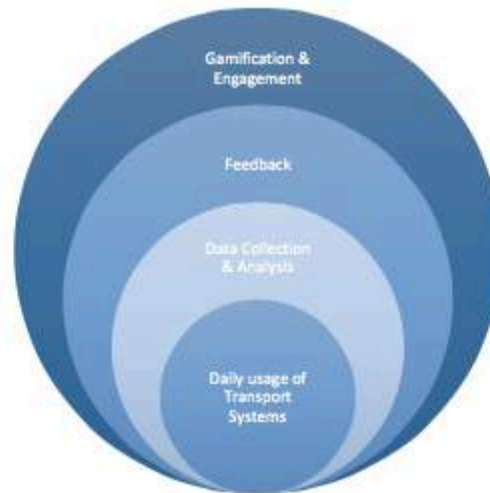 Gamification &
Engagement
Feedback
Data Collection
& Analysis
Daily usage of
Transport
Systems